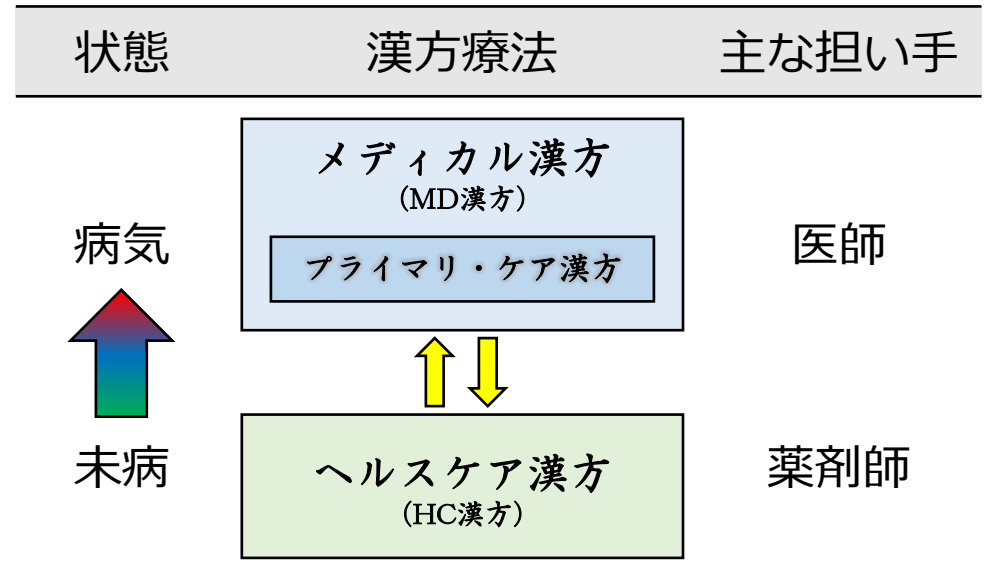 状態 漢方療法 主な担い手
メディカル漢方
(MD漢方)
病気 医師
プライマリ・ケア漢方
未病 ヘルスケア漢方 薬剤師
(HC漢方)